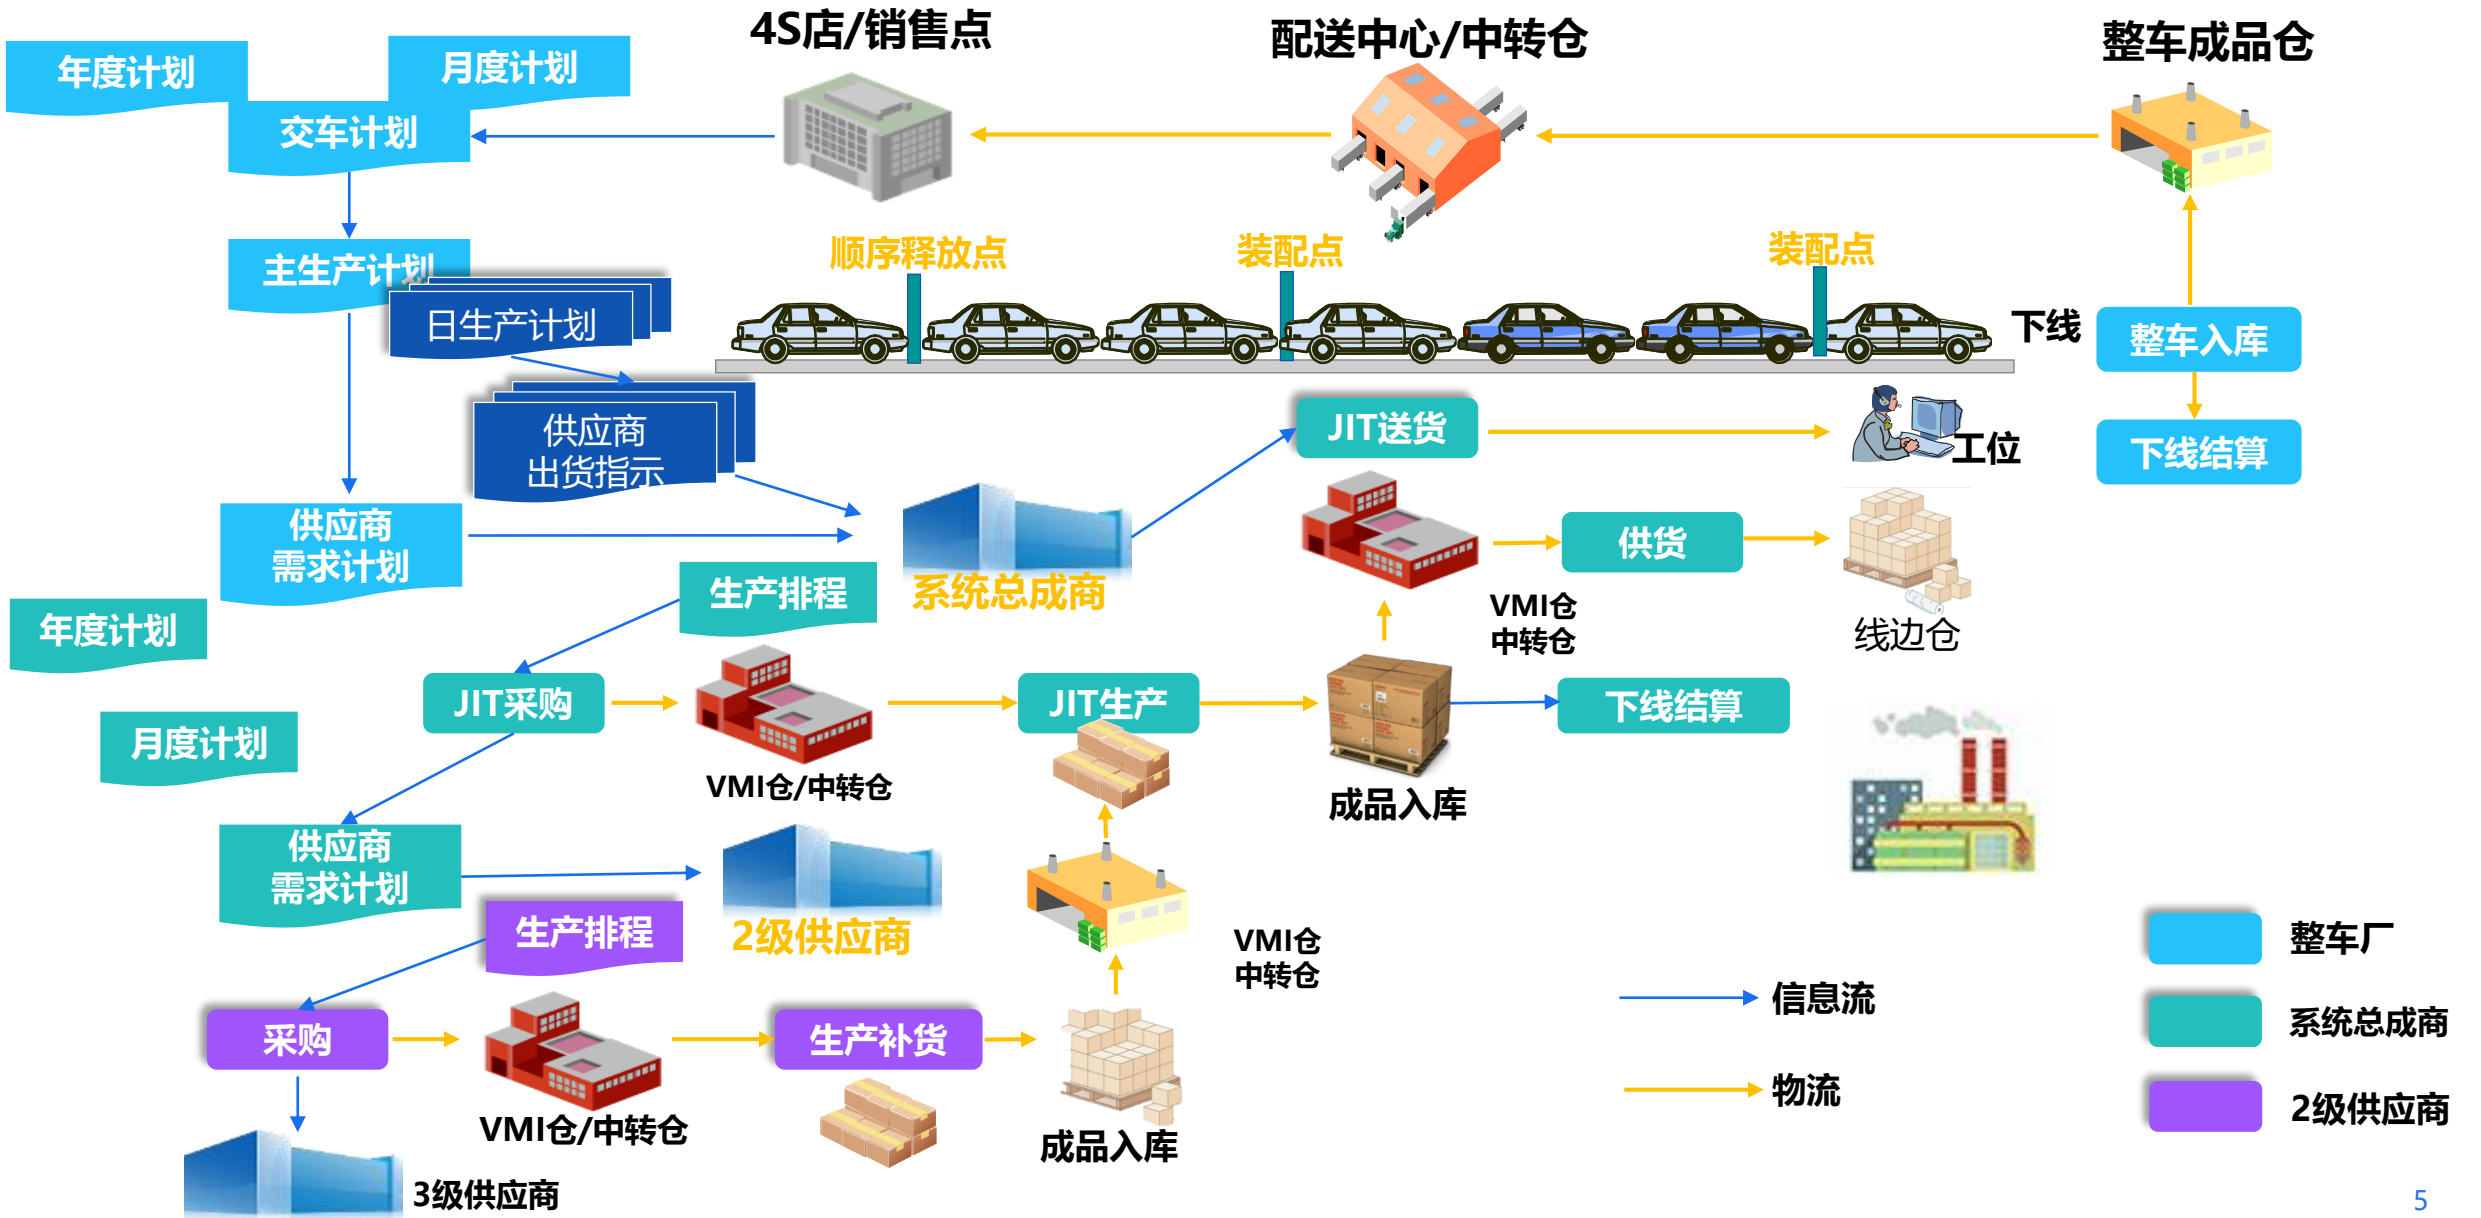 4S店/销售点
配送中心/中转仓
整车成品仓
年度计划
月度计划
交车计划
主生产计划
日生产计划
顺序释放点
装配点
装配点
下线
整车入库
下线结算
供应商
出货指示
JIT送货
工位
供应商
需求计划
系统总成商
供货
VMI仓
中转仓
线边仓
生产排程
年度计划
月度计划
JIT采购
VMI仓/中转仓
JIT生产
成品入库
下线结算
供应商
需求计划
2级供应商
生产排程
VMI仓
中转仓
采购
VMI仓/中转仓
生产补货
成品入库
3级供应商
信息流
物流
整车厂
系统总成商
2级供应商
5